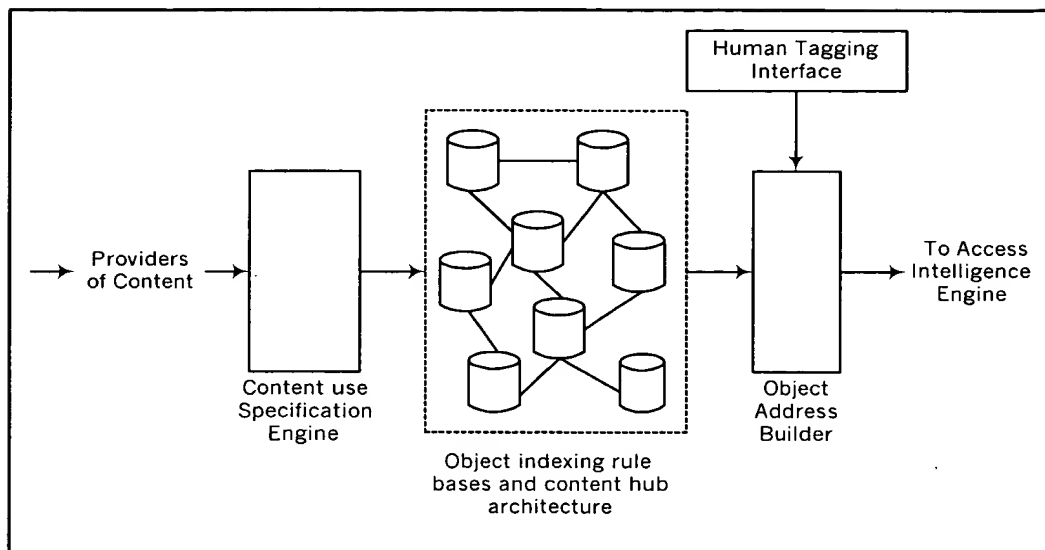 Human Tagging
Interface
Providers
of Content
To Access
Intelligence
Engine
Content use
Specification
Engine
Object
Address
Builder
Object indexing rule
bases and content hub
architecture